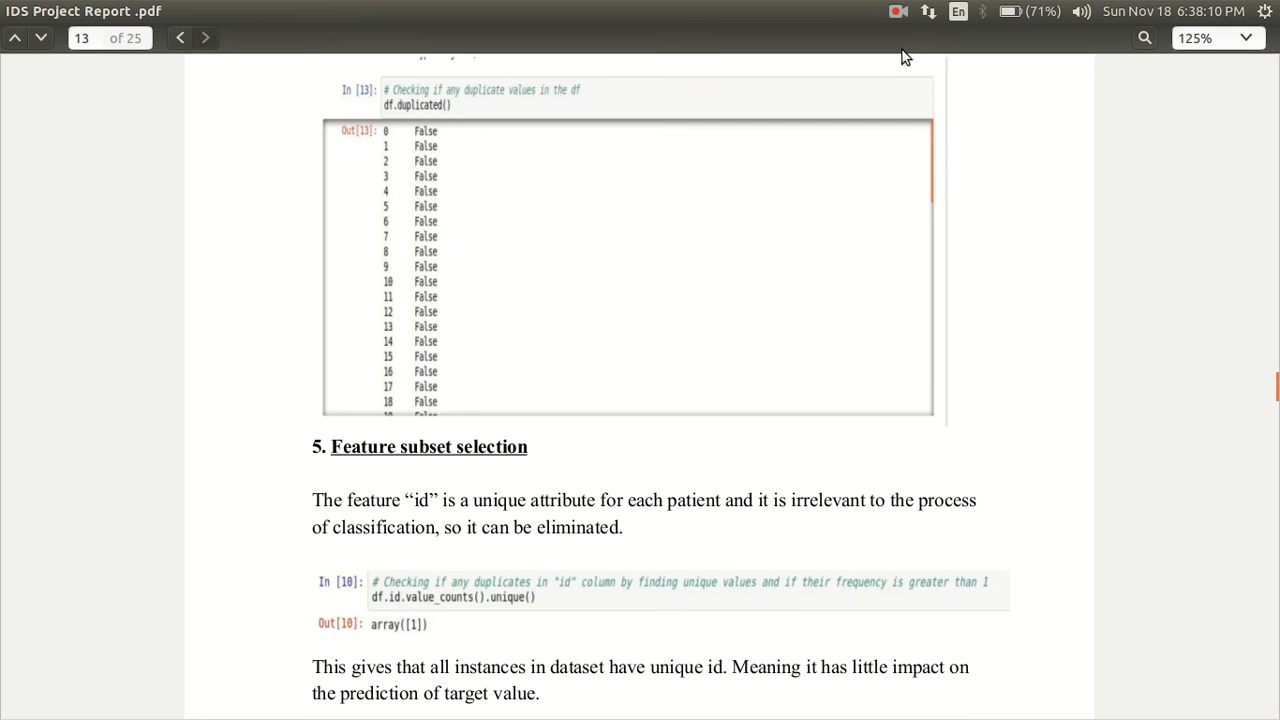 IDS Project Report .pdf
En
(71%)
Sun Nov 18 6:38:10 PM
13 of 25
125%
In [13]: # Checking if any duplicate values in the df
df.duplicated()
Out[13]: 0 False
1 False
2 False
3 False
4 False
5 False
6 False
7 False
8 False
9 False
10 False
11 False
12 False
13 False
14 False
15 False
16 False
17 False
18 False
5. Feature subset selection
The feature “id” is a unique attribute for each patient and it is irrelevant to the process
of classification, so it can be eliminated.
In [10]: # Checking if any duplicates in "id" column by finding unique values and if their frequency is greater than 1
df.id.value_counts().unique()
Out[10]: array([1])
This gives that all instances in dataset have unique id. Meaning it has little impact on
the prediction of target value.